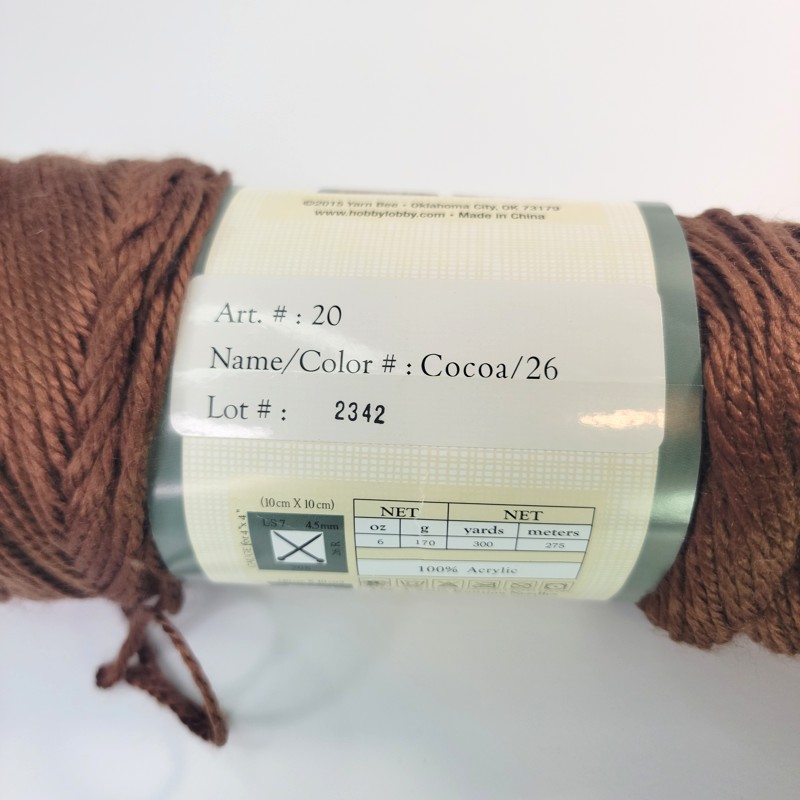 ©2015 Yarn Bee - Oklahoma City, OK 73179
www.hobbylobby.com - Made in China
Art. # : 20
Name/Color # : Cocoa/26
Lot # : 2342
(10cm X 10cm)
US 7 4.5mm
NET NET
oz g yards meters
6 170 300 275
100% Acrylic